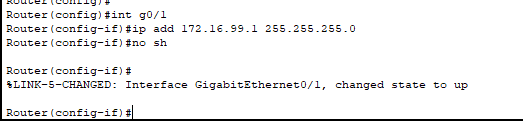 Router(config)#
Router(config)#int g0/1
Router(config-if)#ip add 172.16.99.1 255.255.255.0
Router(config-if)#no sh
Router(config-if)#
%LINK-5-CHANGED: Interface GigabitEthernet0/1, changed state to up
Router(config-if)#